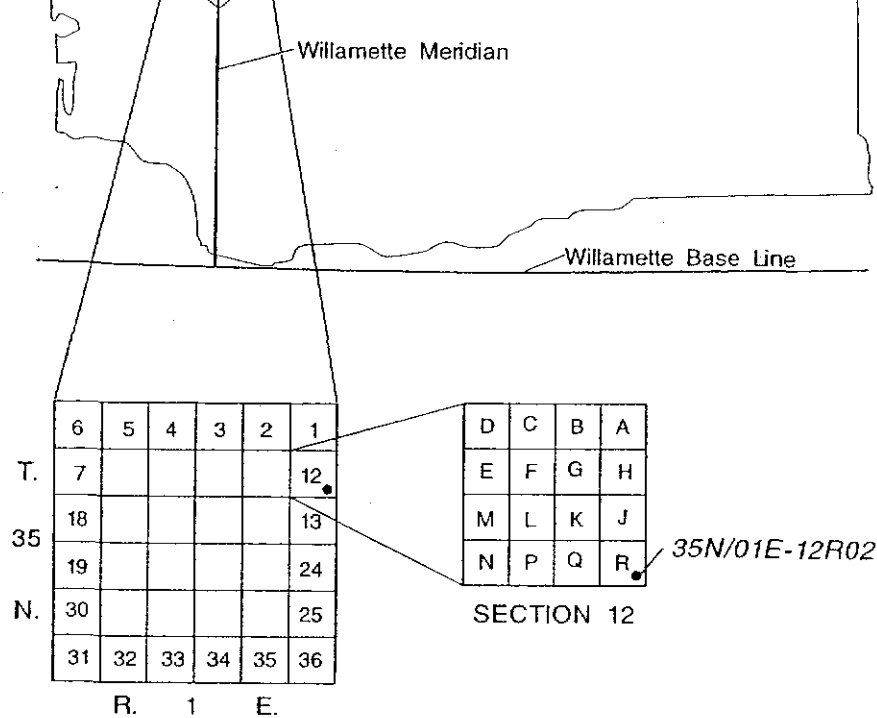 Willamette Meridian
Willamette Base Line
6 5 4 3 2 1
T. 7 12
18 13
35
19 24
N. 30 25
31 32 33 34 35 36
R. 1 E.
D C B A
E F G H
M L K J
N P Q R
35N/01E-12R02
SECTION 12